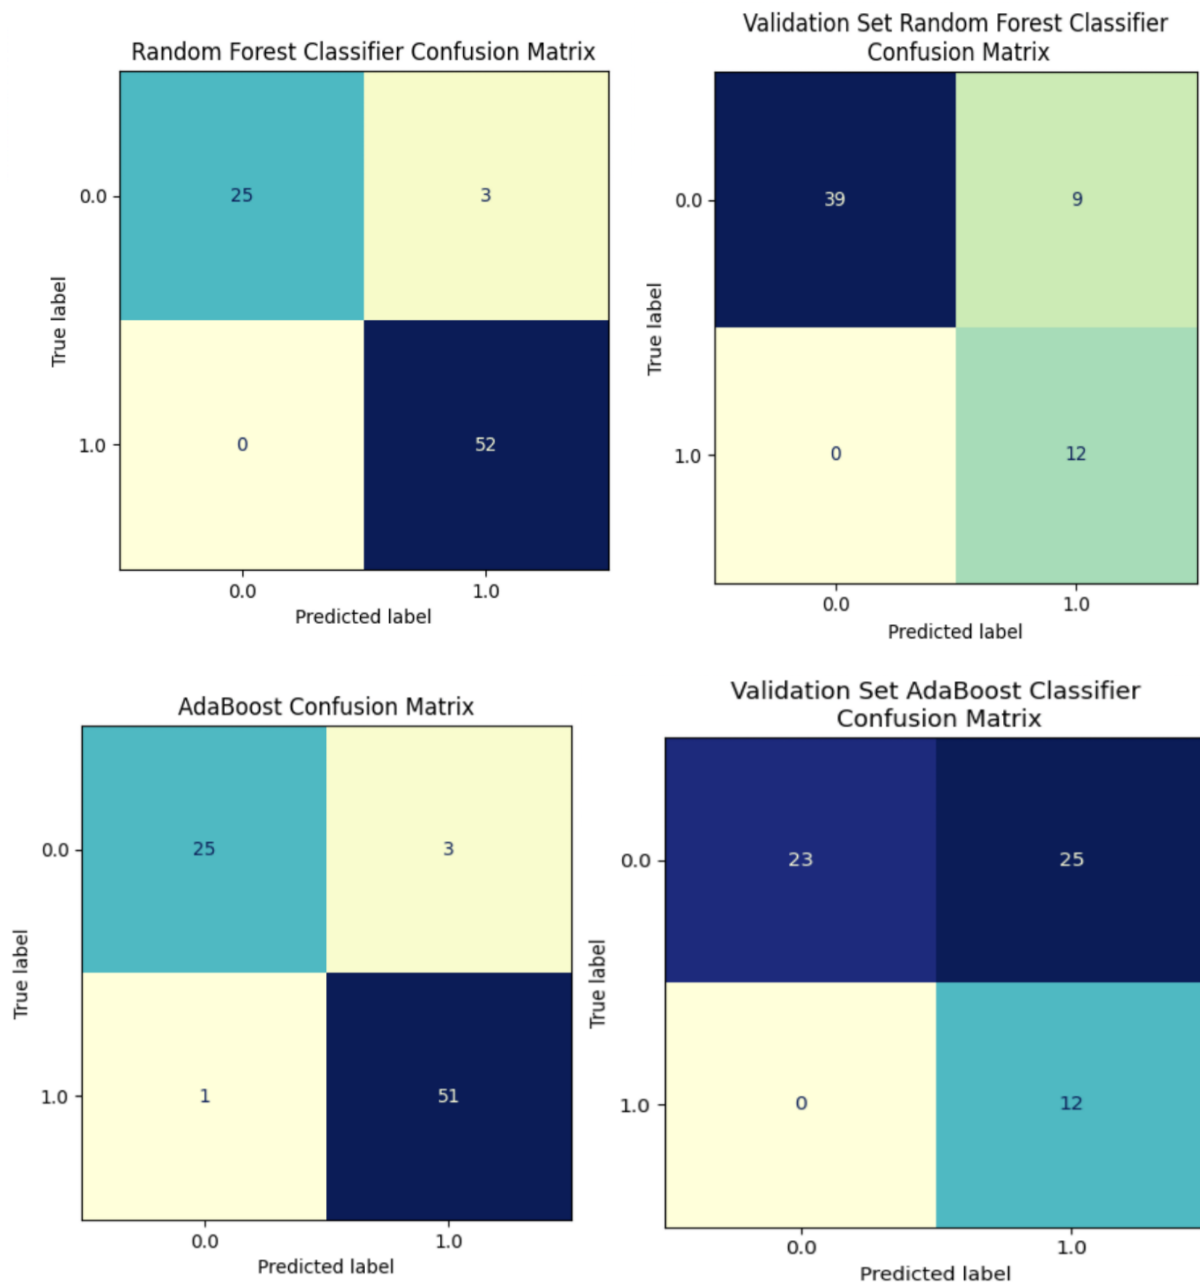 Random Forest Classifier Confusion Matrix
0.0
25
3
1.0
0
52
True label
0.0
1.0
Predicted label
Validation Set Random Forest Classifier
Confusion Matrix
0.0
39
9
1.0
0
12
True label
0.0
1.0
Predicted label
AdaBoost Confusion Matrix
0.0
25
3
1.0
1
51
True label
0.0
1.0
Predicted label
Validation Set AdaBoost Classifier
Confusion Matrix
0.0
23
25
1.0
0
12
True label
0.0
1.0
Predicted label